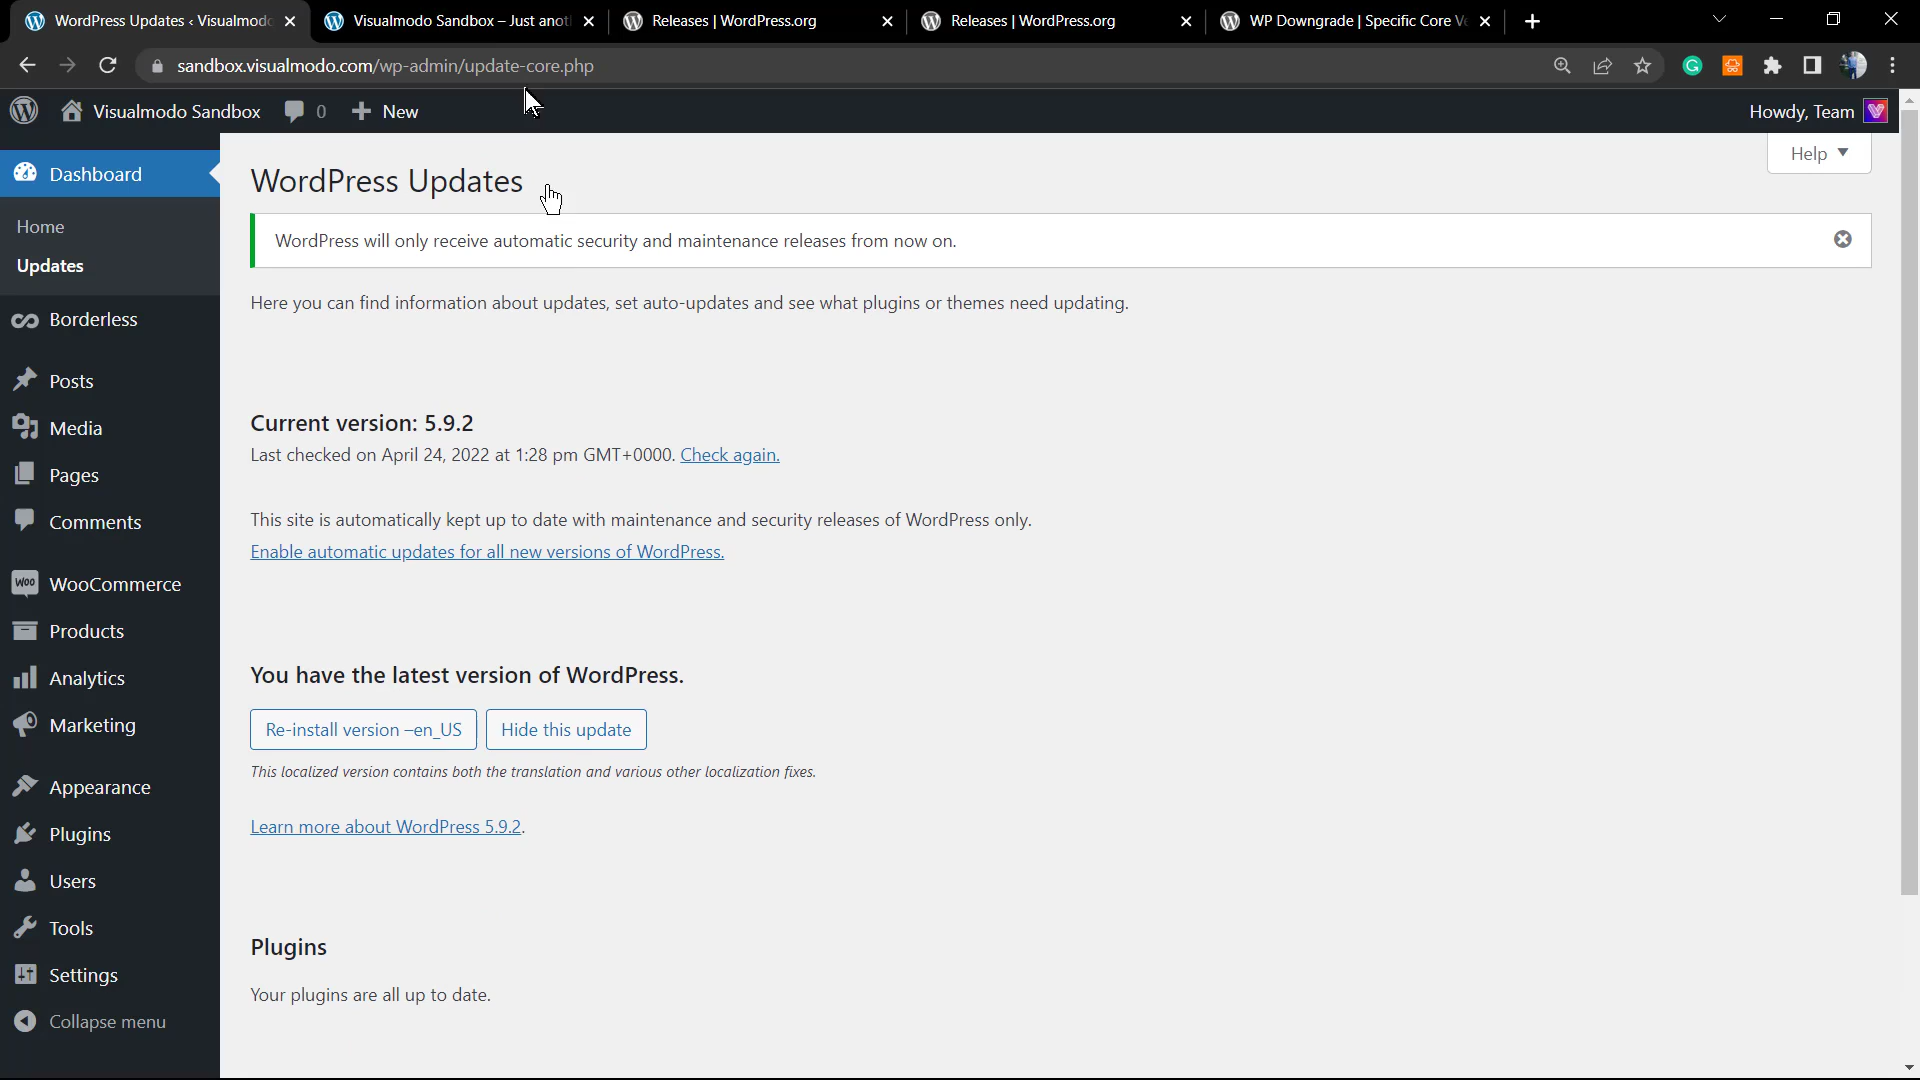 WordPress Updates ‹ Visualmodo
Visualmodo Sandbox – Just anot
Releases | WordPress.org
Releases | WordPress.org
WP Downgrade | Specific Core Ve
sandbox.visualmodo.com/wp-admin/update-core.php
Visualmodo Sandbox
0
New
Howdy, Team
Help
Dashboard
Home
Updates
Borderless
Posts
Media
Pages
Comments
Woo WooCommerce
Products
Analytics
Marketing
Appearance
Plugins
Users
Tools
Settings
Collapse menu
WordPress Updates
WordPress will only receive automatic security and maintenance releases from now on.
Here you can find information about updates, set auto-updates and see what plugins or themes need updating.
Current version: 5.9.2
Last checked on April 24, 2022 at 1:28 pm GMT+0000. Check again.
This site is automatically kept up to date with maintenance and security releases of WordPress only.
Enable automatic updates for all new versions of WordPress.
You have the latest version of WordPress.
Re-install version –en_US
Hide this update
This localized version contains both the translation and various other localization fixes.
Learn more about WordPress 5.9.2.
Plugins
Your plugins are all up to date.